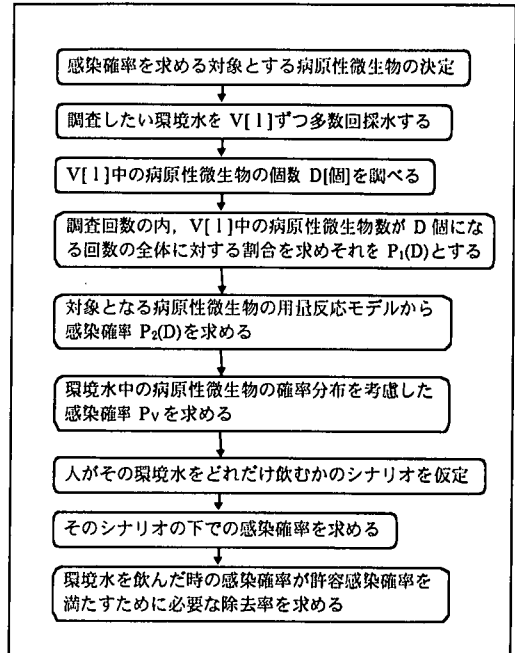 感染確率を求める対象とする病原性微生物の決定
調査したい環境水を V[ l ]ずつ多数回採水する
V[ l ]中の病原性微生物の個数 D[個]を調べる
調査回数の内，V[ l ]中の病原性微生物数が D 個にな
る回数の全体に対する割合を求めそれを P₁(D)とする
対象となる病原性微生物の用量反応モデルから
感染確率 P₂(D)を求める
環境水中の病原性微生物の確率分布を考慮した
感染確率 Pv を求める
人がその環境水をどれだけ飲むかのシナリオを仮定
そのシナリオの下での感染確率を求める
環境水を飲んだ時の感染確率が許容感染確率を
満たすために必要な除去率を求める